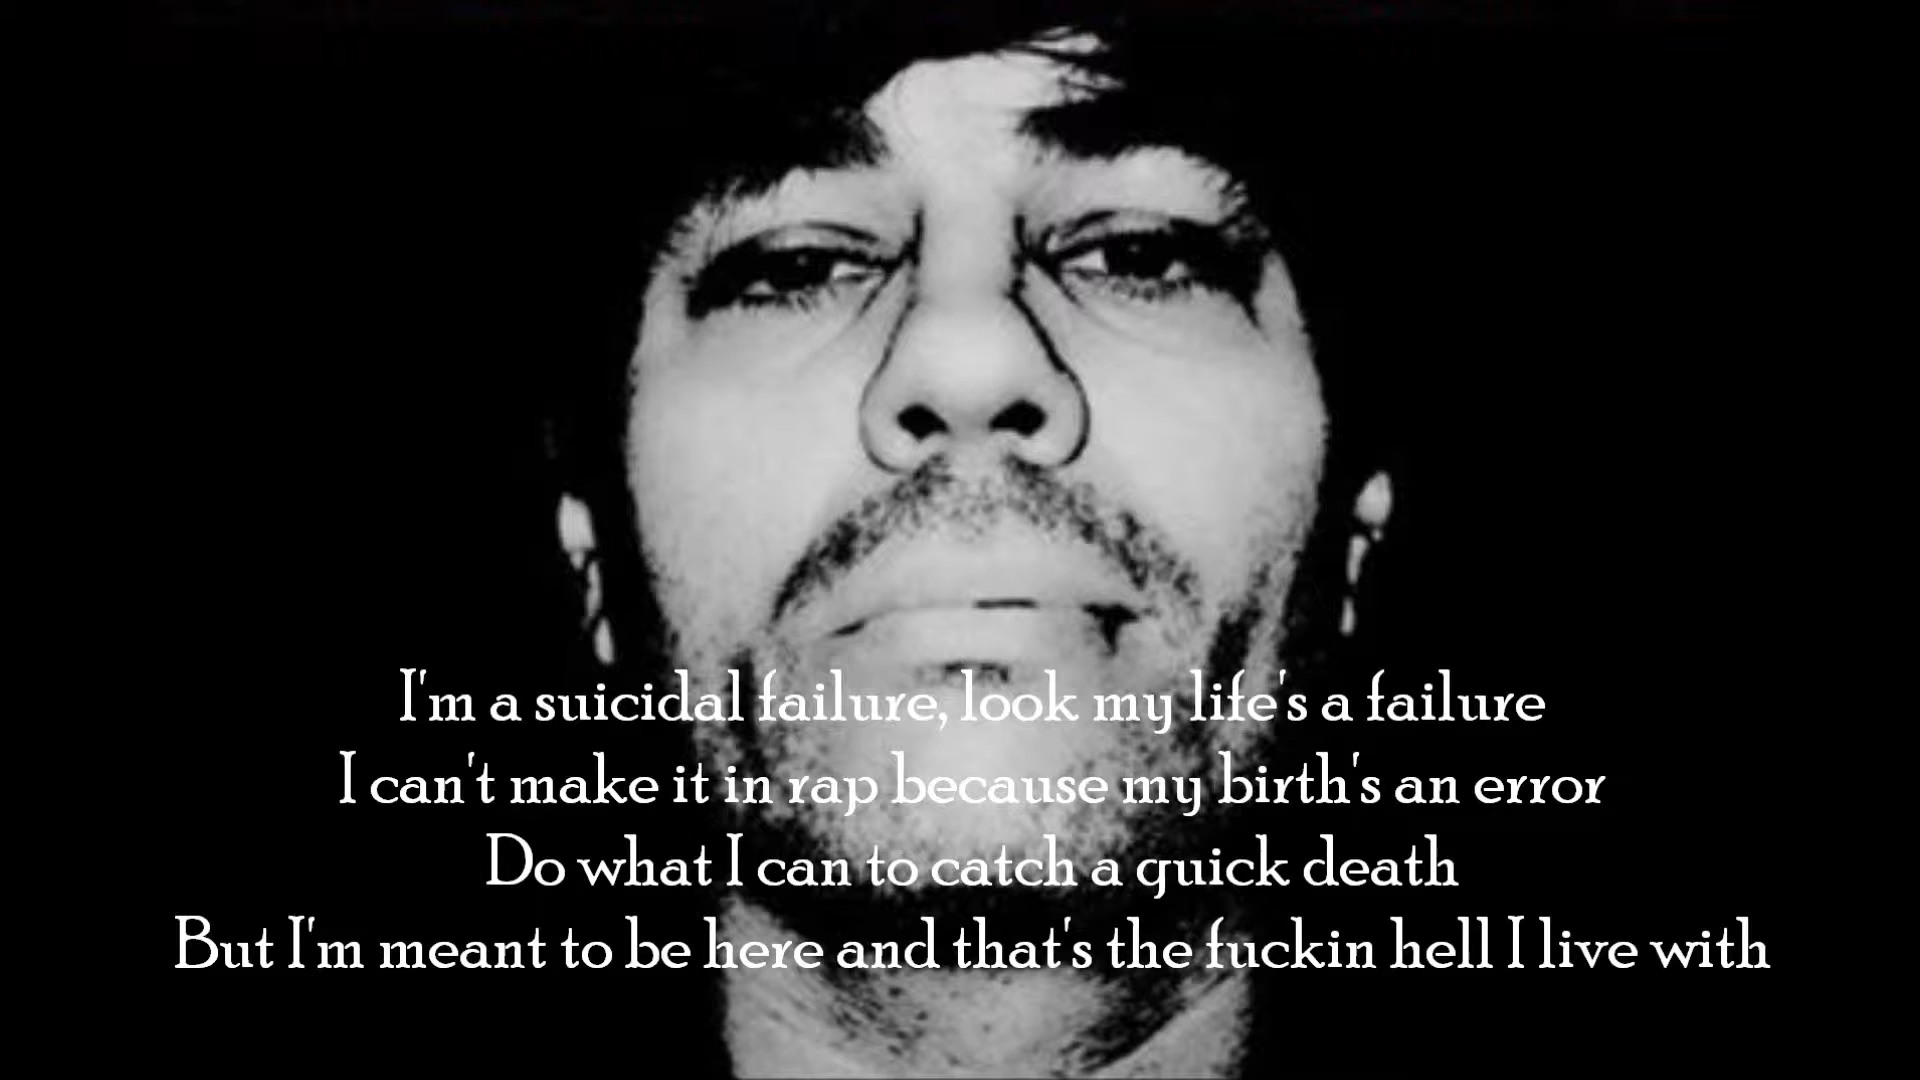 I'm a suicidal failure, look my life's a failure
I can't make it in rap because my birth's an error
Do what I can to catch a quick death
But I'm meant to be here and that's the fuckin hell I live with